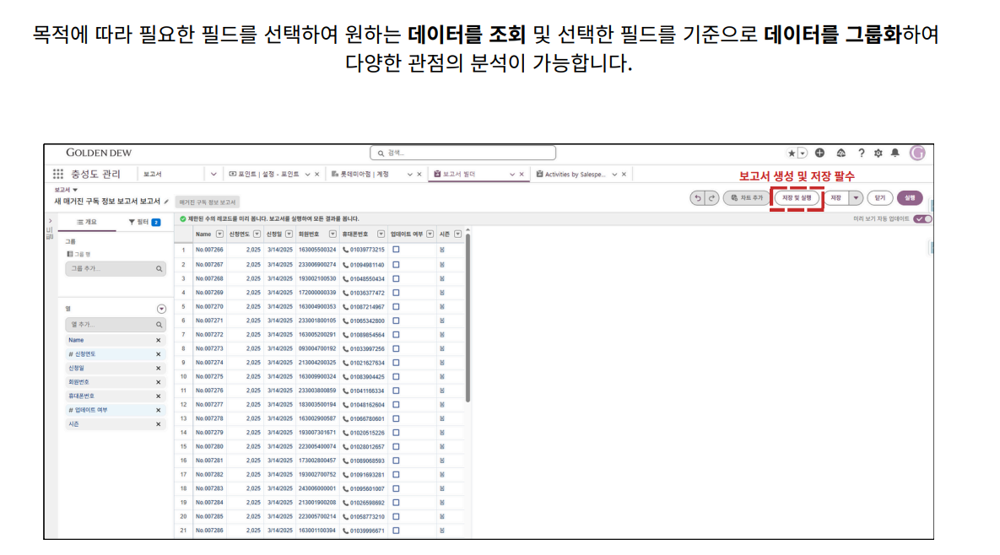 목적에 따라 필요한 필드를 선택하여 원하는 데이터를 조회 및 선택한 필드를 기준으로 데이터를 그룹화하여
다양한 관점의 분석이 가능합니다.
GOLDEN DEW
검색...
충성도 관리 보고서 포인트 | 설정 - 포인트 롯데미아점 | 계정 보고서 빌더 Activities by Salespe...
보고서 생성 및 저장 팔수
보고서
새 매거진 구독 정보 보고서 보고서 매거진 구독 정보 보고서
차트 추가 저장 및 실행 저장 닫기 실행
개요 필터 2
제한된 수의 레코드를 미리 봅니다. 보고서를 실행하여 모든 결과를 봅니다.
미리 보기 자동 업데이트
필드
그룹
그룹 행
그룹 추가...
열
열 추가...
Name
# 신청연도
신청일
회원번호
휴대폰번호
# 업데이트 여부
시즌
Name 신청연도 신청일 회원번호 휴대폰번호 업데이트 여부 시즌
1 No.007266 2,025 3/14/2025 163005500324 01039773215 봄
2 No.007267 2,025 3/14/2025 233006900274 01094981140 봄
3 No.007268 2,025 3/14/2025 193002100530 01048550434 봄
4 No.007269 2,025 3/14/2025 172000000339 01036377472 봄
5 No.007270 2,025 3/14/2025 163004900353 01087214967 봄
6 No.007271 2,025 3/14/2025 233001800105 01065342800 봄
7 No.007272 2,025 3/14/2025 163005200291 01089854564 봄
8 No.007273 2,025 3/14/2025 093004700192 01033997256 봄
9 No.007274 2,025 3/14/2025 213004200325 01021627634 봄
10 No.007275 2,025 3/14/2025 163009900324 01083904425 봄
11 No.007276 2,025 3/14/2025 233003800859 01041166334 봄
12 No.007277 2,025 3/14/2025 183003500194 01048162604 봄
13 No.007278 2,025 3/14/2025 163002900587 01066780601 봄
14 No.007279 2,025 3/14/2025 193007301671 01020515226 봄
15 No.007280 2,025 3/14/2025 223005400074 01028012657 봄
16 No.007281 2,025 3/14/2025 173002800457 01089068593 봄
17 No.007282 2,025 3/14/2025 193002700752 01091693281 봄
18 No.007283 2,025 3/14/2025 243006000001 01095601007 봄
19 No.007284 2,025 3/14/2025 213001900208 01026598692 봄
20 No.007285 2,025 3/14/2025 223005700214 01058773210 봄
21 No.007286 2,025 3/14/2025 163001100394 01039996671 봄